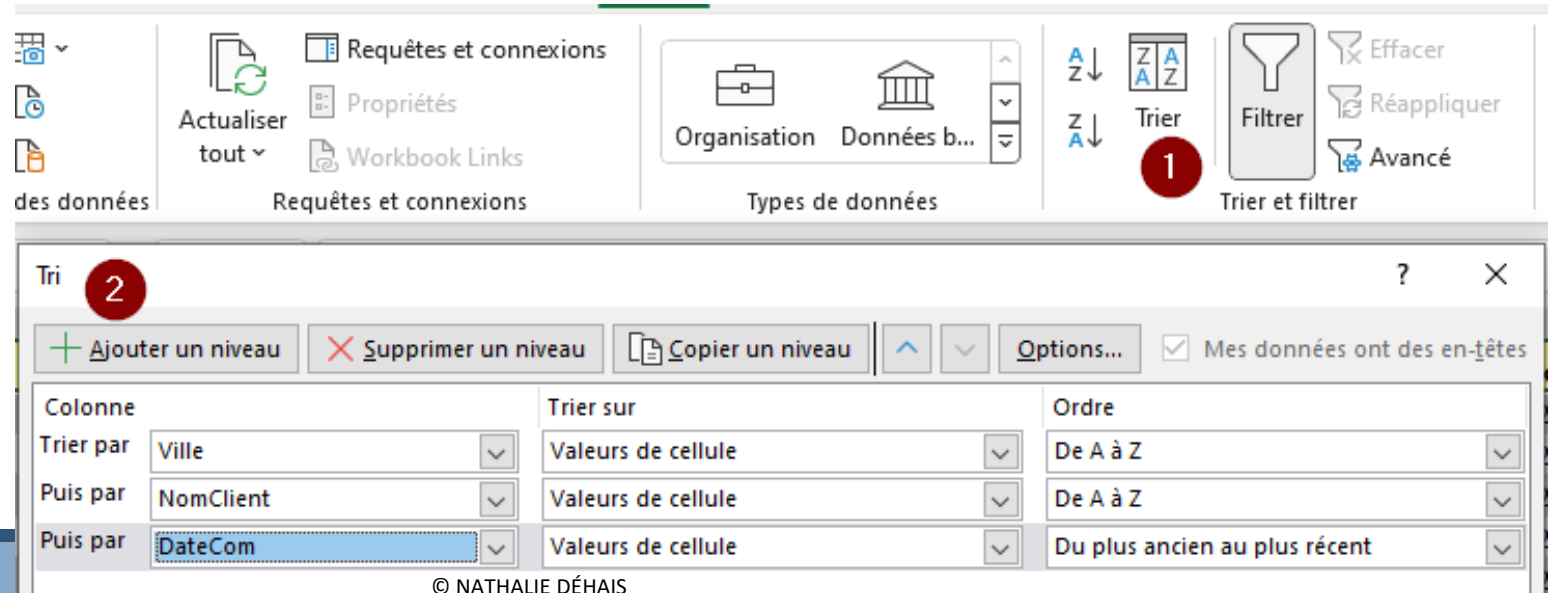 Requêtes et connexions
Propriétés
Workbook Links
Actualiser
tout
Requêtes et connexions
des données
Organisation
Données b...
Types de données
A
Z
Z
A
Z A
A Z
Trier
1
Filtrer
Effacer
Réappliquer
Avancé
Trier et filtrer
Tri
2
?
Ajouter un niveau
Supprimer un niveau
Copier un niveau
Options...
Mes données ont des en-têtes
Colonne
Trier sur
Ordre
Trier par Ville Valeurs de cellule De A à Z
Puis par NomClient Valeurs de cellule De A à Z
Puis par DateCom Valeurs de cellule Du plus ancien au plus récent
© NATHALIE DÉHAIS